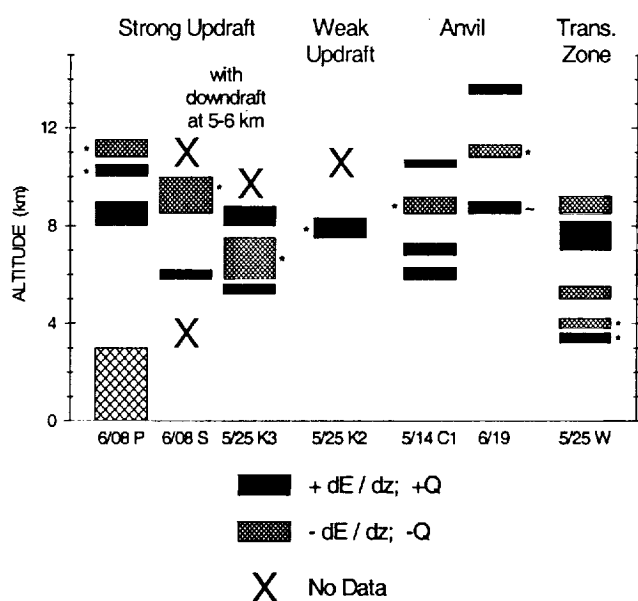 Strong Updraft
Weak Updraft
Anvil
Trans. Zone
with
downdraft
at 5-6 km
ALTITUDE (km)
12
8
4
0
*
*
*
*
*
*
*
~
*
*
X
X
X
X
6/08 P
6/08 S
5/25 K3
5/25 K2
5/14 C1
6/19
5/25 W
+ dE / dz; +Q
- dE / dz; -Q
X No Data